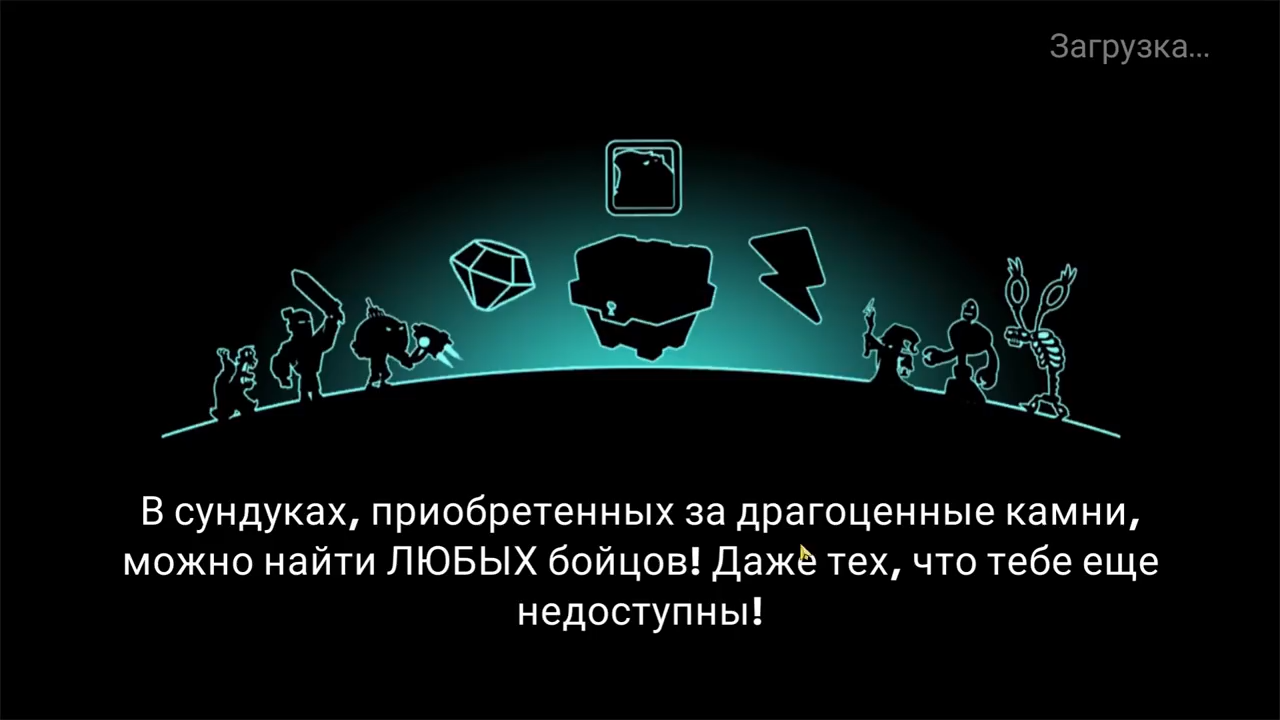 Загрузка...
В сундуках, приобретенных за драгоценные камни,
можно найти ЛЮБЫХ бойцов! Даже тех, что тебе еще
недоступны!